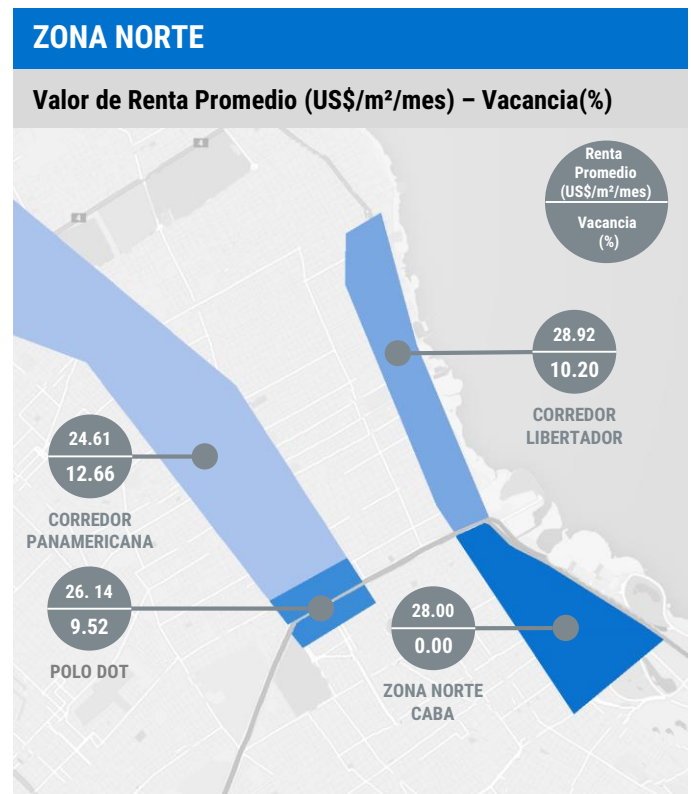 ZONA NORTE
Valor de Renta Promedio (US$/m²/mes) – Vacancia(%)
4
4
Renta
Promedio
(US$/m²/mes)
Vacancia
(%)
28.92
10.20
CORREDOR
LIBERTADOR
24.61
12.66
CORREDOR
PANAMERICANA
26. 14
9.52
POLO DOT
28.00
0.00
ZONA NORTE
CABA